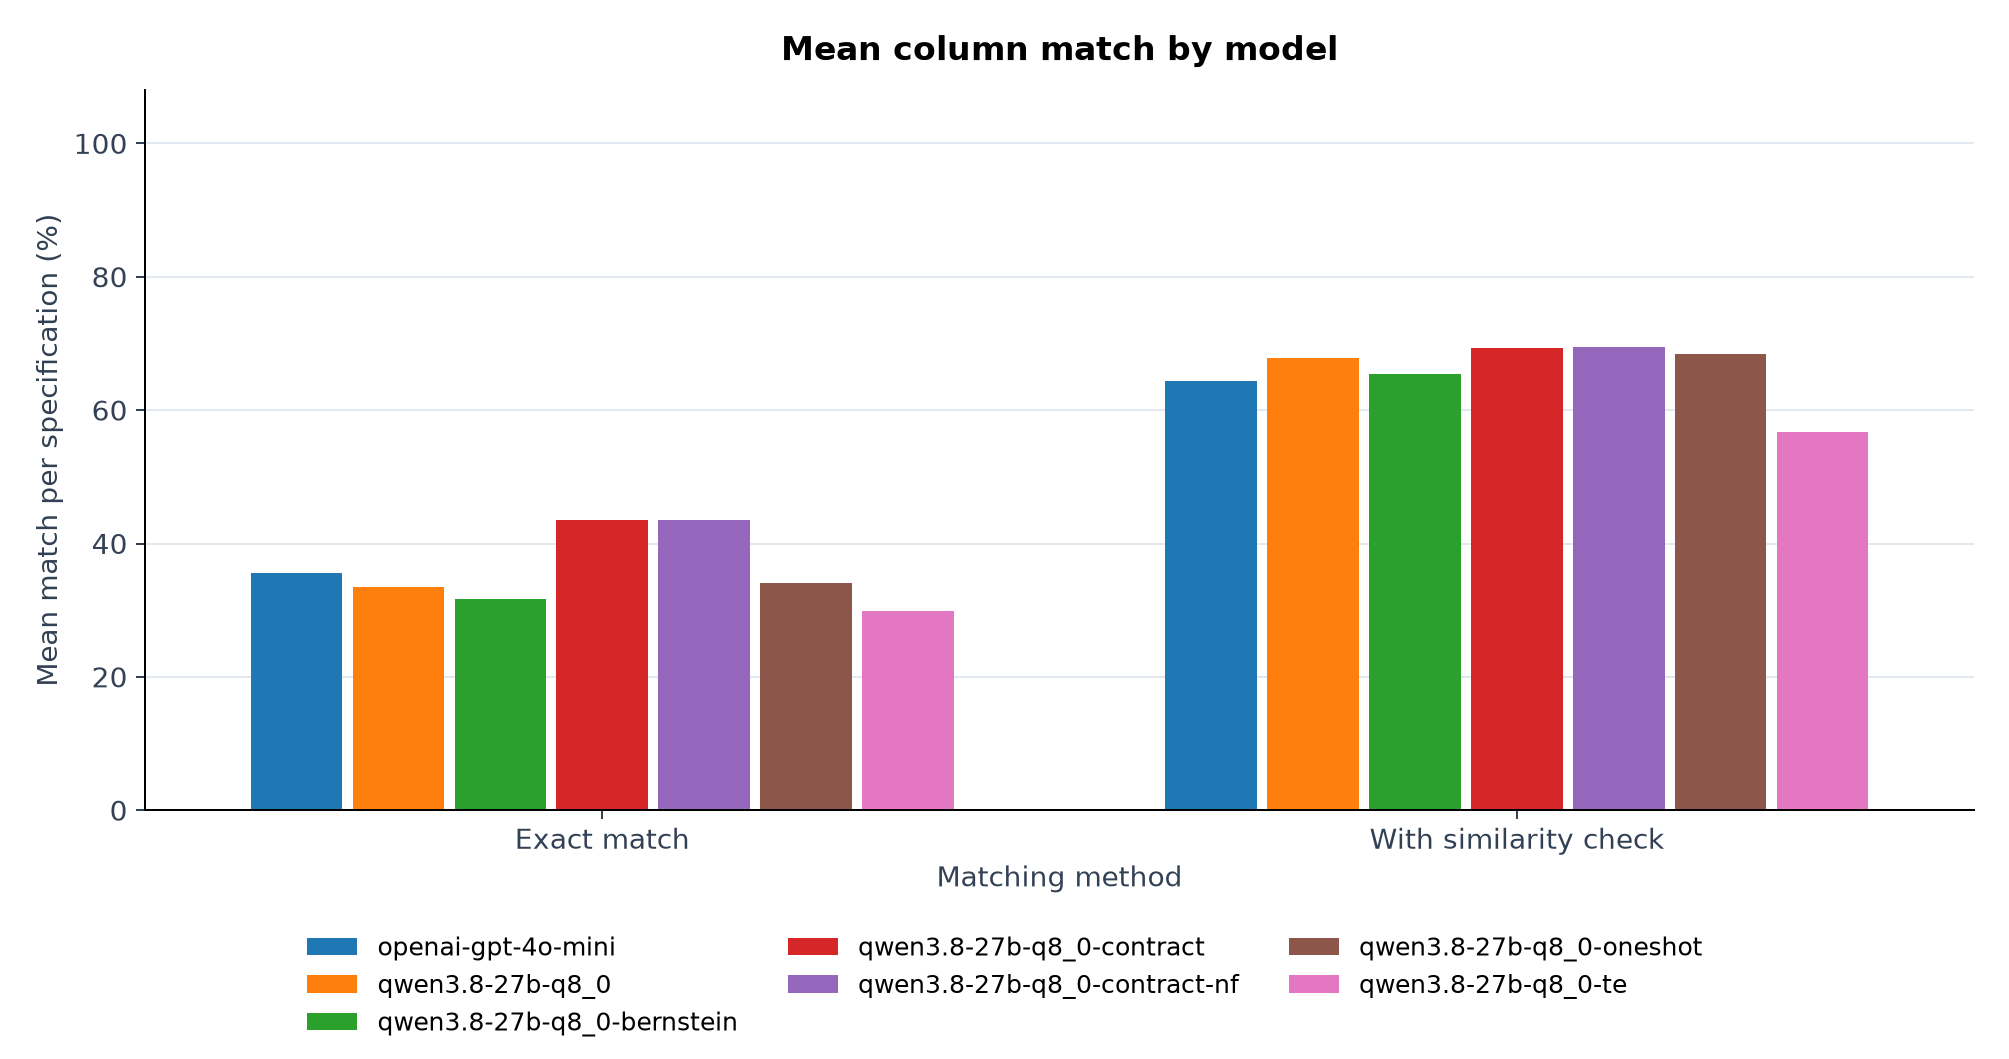 Mean column match by model
Mean match per specification (%)
100
80
60
40
20
0
Exact match
With similarity check
Matching method
openai-gpt-4o-mini
qwen3.8-27b-q8_0
qwen3.8-27b-q8_0-bernstein
qwen3.8-27b-q8_0-contract
qwen3.8-27b-q8_0-contract-nf
qwen3.8-27b-q8_0-oneshot
qwen3.8-27b-q8_0-te